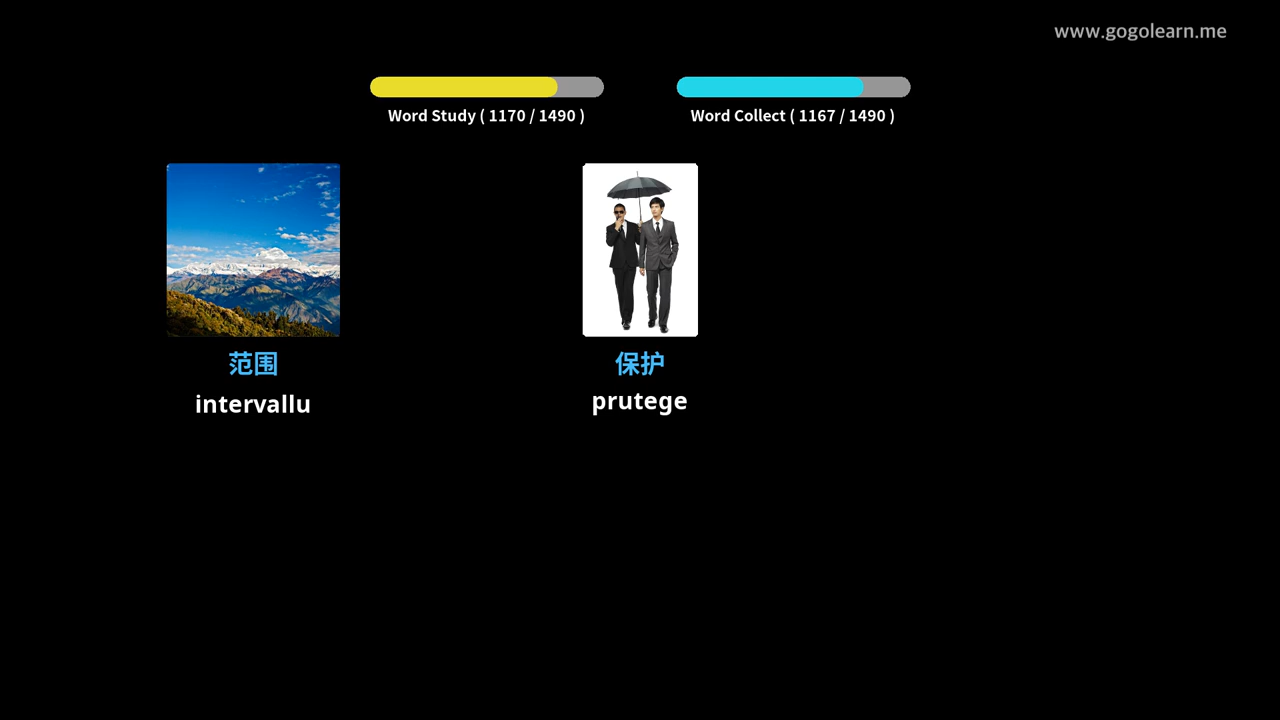 www.gogolearn.me
Word Study ( 1170 / 1490 )
Word Collect ( 1167 / 1490 )
范围
intervallu
保护
prutege